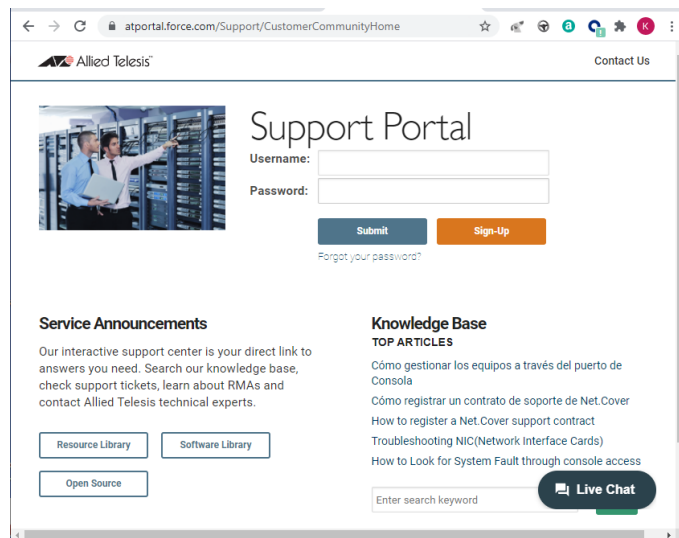 atportal.force.com/Support/CustomerCommunityHome
K
Allied Telesis™
Contact Us
Support Portal
Username:
Password:
Submit
Sign-Up
Forgot your password?
Service Announcements
Our interactive support center is your direct link to
answers you need. Search our knowledge base,
check support tickets, learn about RMAs and
contact Allied Telesis technical experts.
Resource Library
Software Library
Open Source
Knowledge Base
TOP ARTICLES
Cómo gestionar los equipos a través del puerto de
Consola
Cómo registrar un contrato de soporte de Net.Cover
How to register a Net.Cover support contract
Troubleshooting NIC(Network Interface Cards)
How to Look for System Fault through console access
Enter search keyword
Live Chat